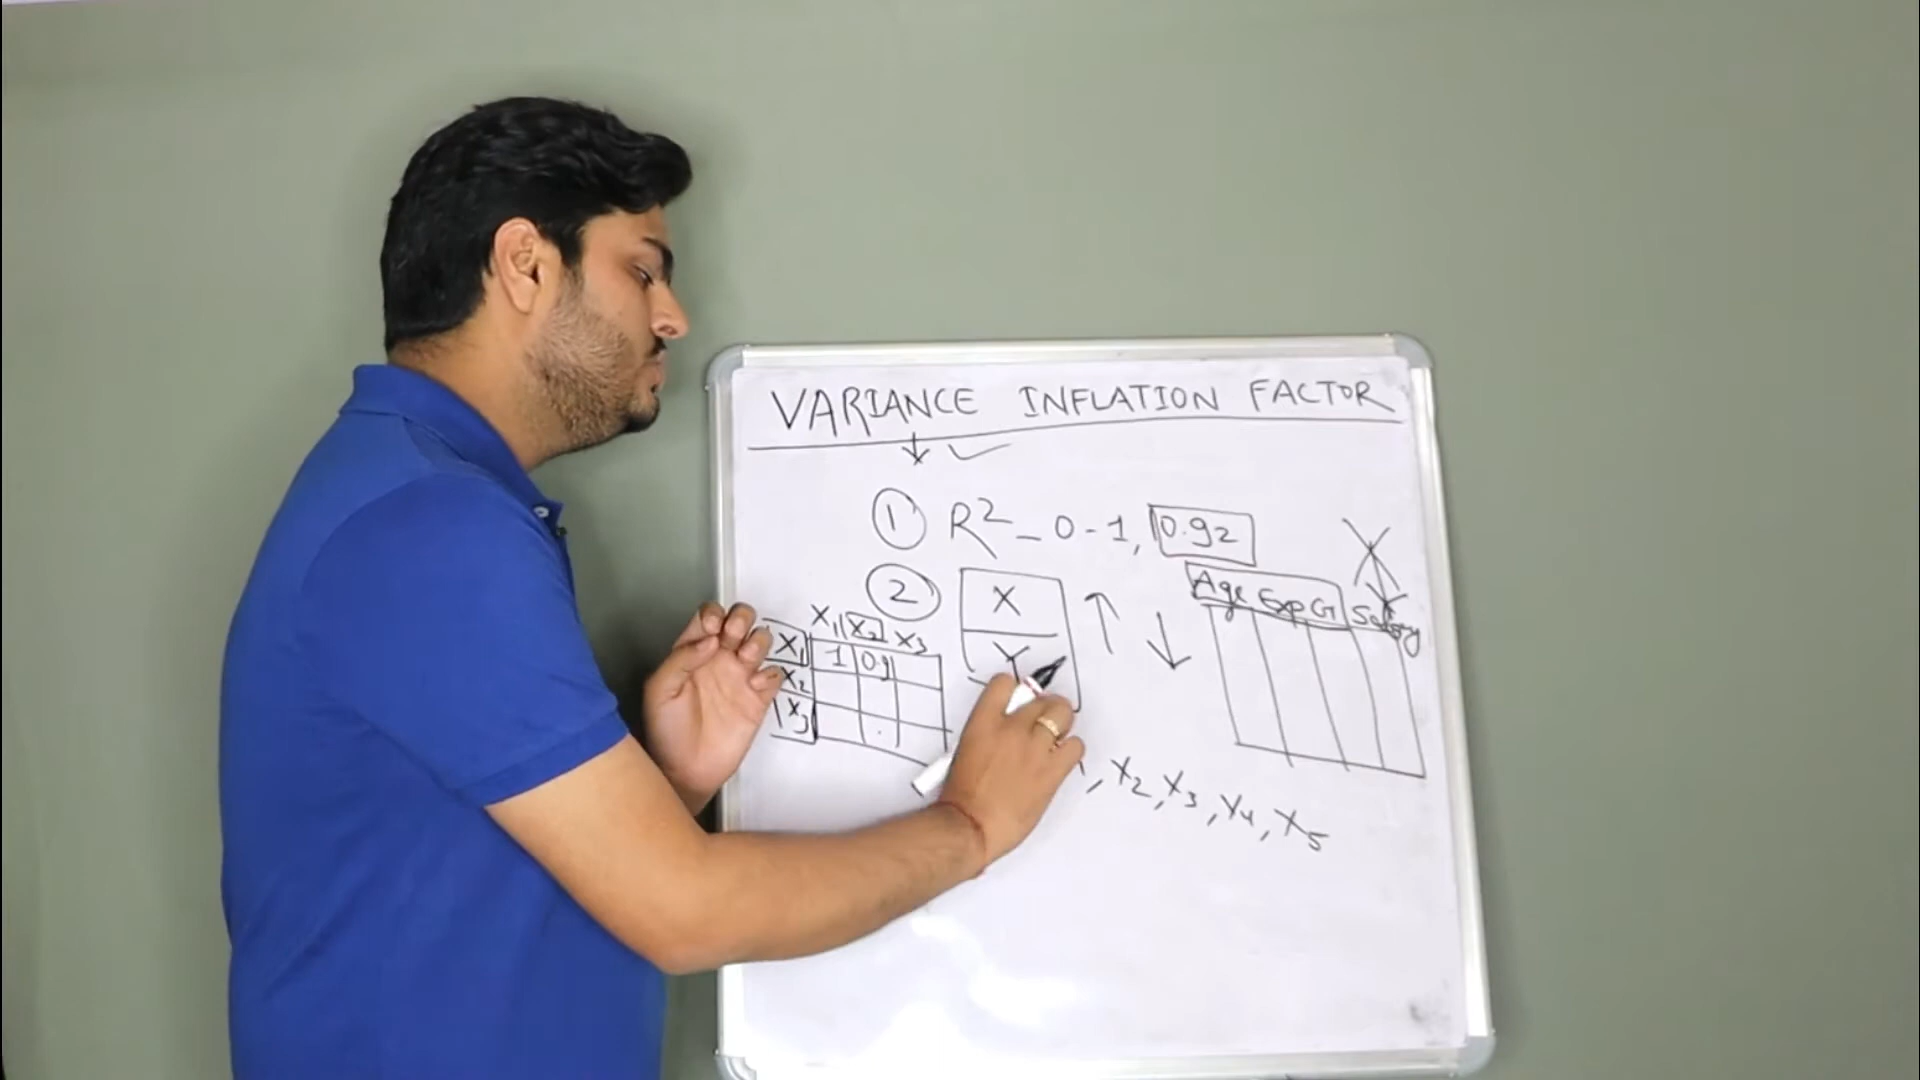 VARIANCE INFLATION FACTOR
1 R2 - 0-1, 0.92
2
X
Y
Age Exp G Salary
Y
X1 X2 X3
X1 1 0.9
X2
X3
, X2, X3, X4, X5